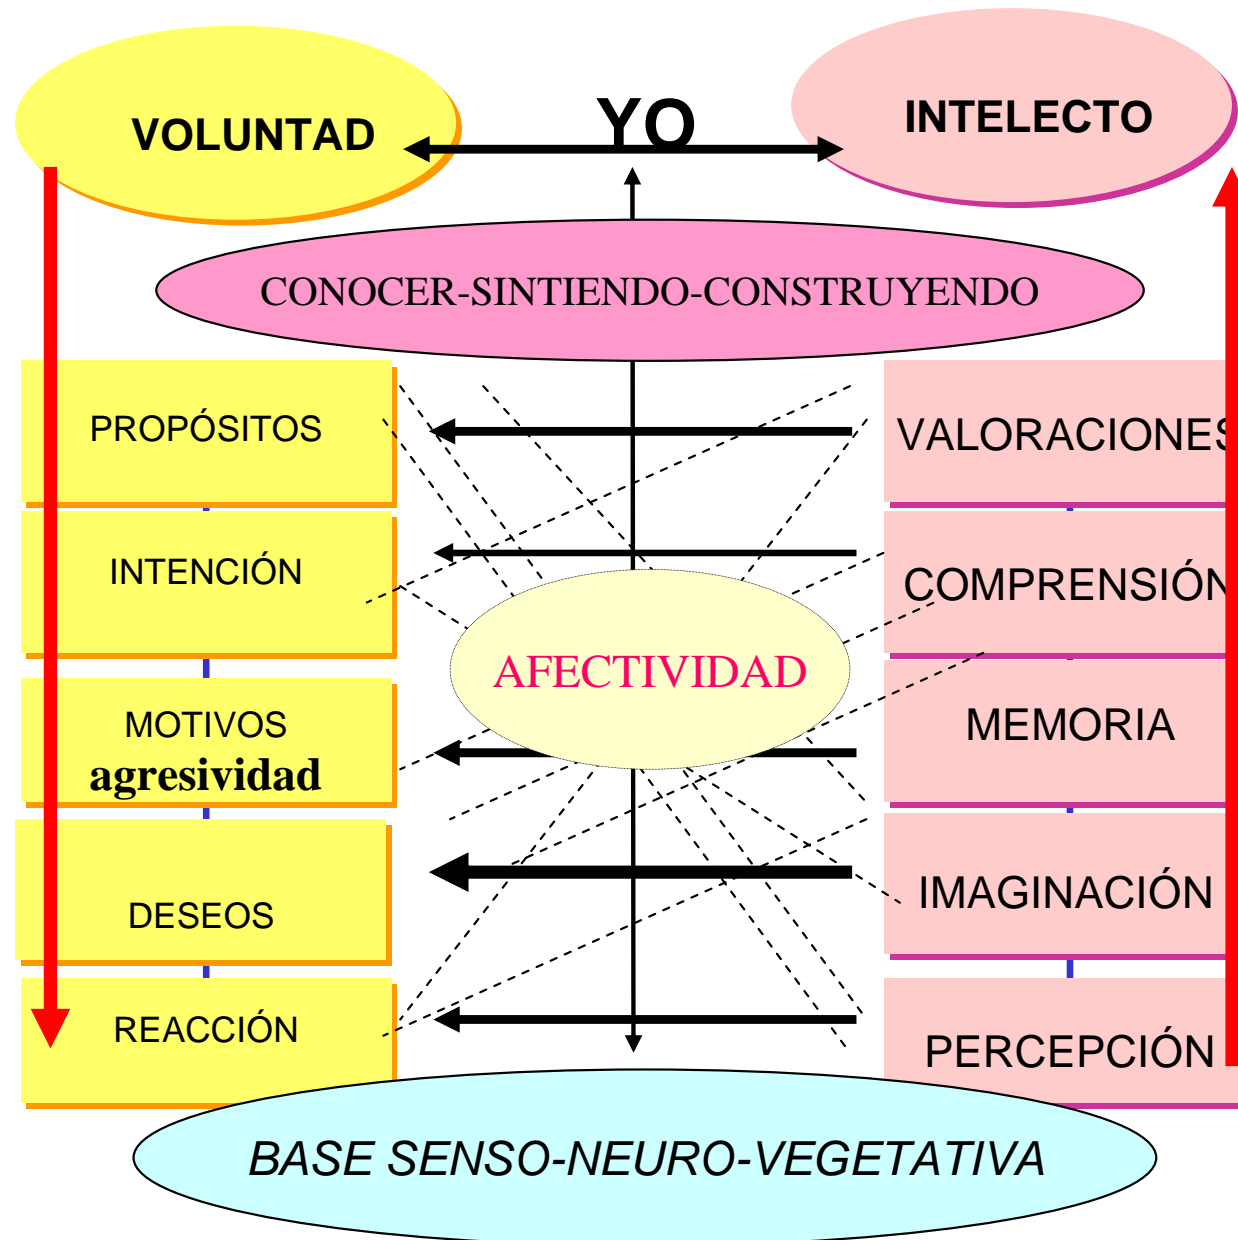 VOLUNTAD
YO
INTELECTO
CONOCER-SINTIENDO-CONSTRUYENDO
PROPÓSITOS
VALORACIONES
INTENCIÓN
COMPRENSIÓN
AFECTIVIDAD
MOTIVOS
agresividad
MEMORIA
DESEOS
IMAGINACIÓN
REACCIÓN
PERCEPCIÓN
BASE SENSO-NEURO-VEGETATIVA